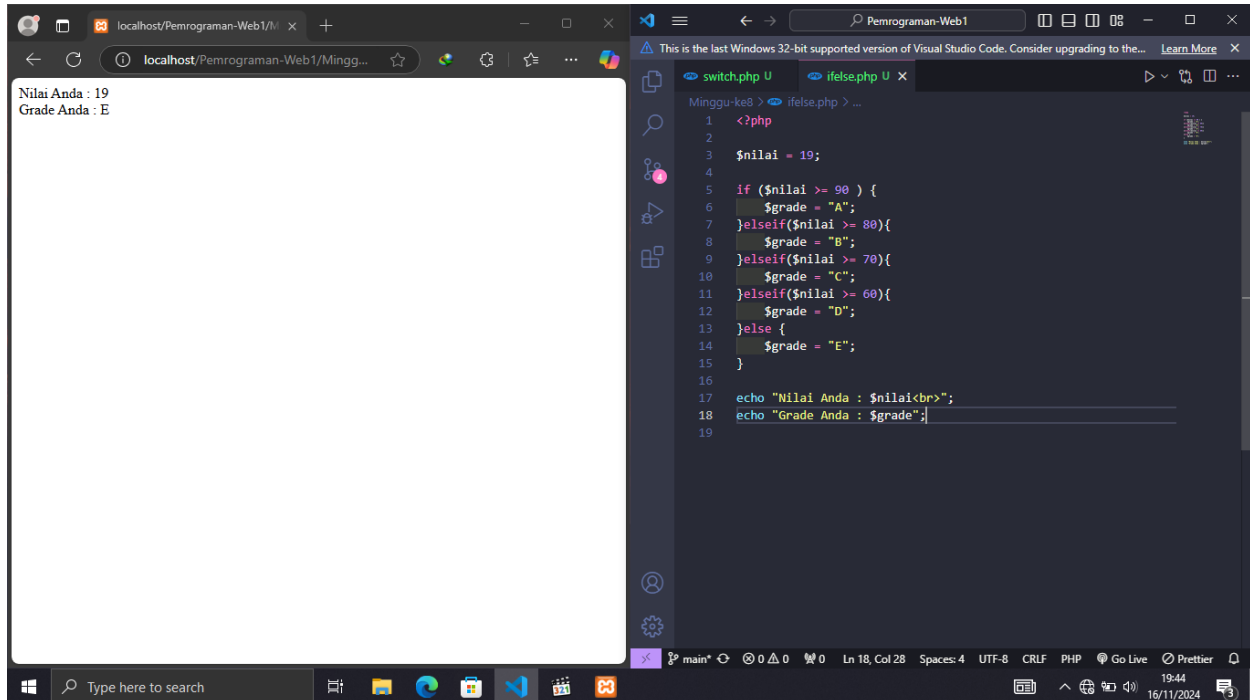 localhost/Pemrograman-Web1/M
localhost/Pemrograman-Web1/Mingg...
Nilai Anda : 19
Grade Anda : E
Pemrograman-Web1
This is the last Windows 32-bit supported version of Visual Studio Code. Consider upgrading to the... Learn More
switch.php U ifelse.php U
Minggu-ke8 > ifelse.php > ...
1 <?php
2
3 $nilai = 19;
4
5 if ($nilai >= 90 ) {
6 $grade = "A";
7 }elseif($nilai >= 80){
8 $grade = "B";
9 }elseif($nilai >= 70){
10 $grade = "C";
11 }elseif($nilai >= 60){
12 $grade = "D";
13 }else {
14 $grade = "E";
15 }
16
17 echo "Nilai Anda : $nilai<br>";
18 echo "Grade Anda : $grade";
19
4
main* 0 0 0 Ln 18, Col 28 Spaces: 4 UTF-8 CRLF PHP Go Live Prettier
Type here to search
321
19:44
16/11/2024
3